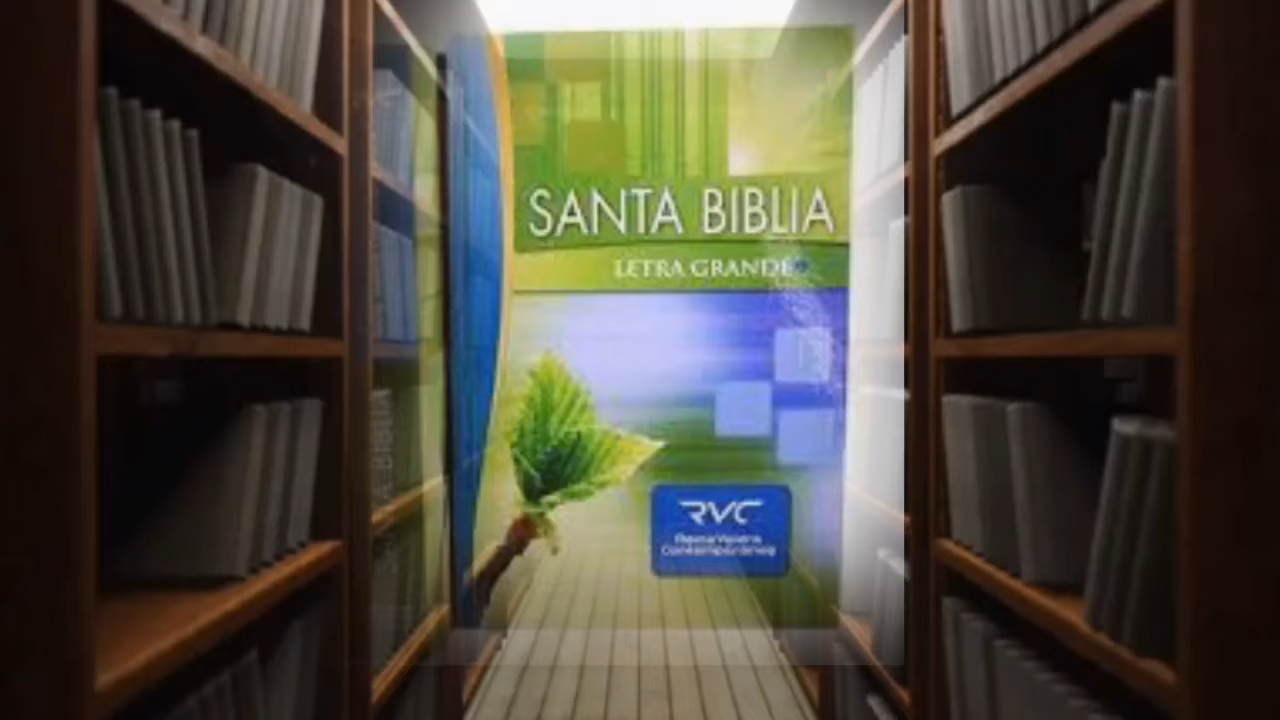 SANTA BIBLIA
LETRA GRANDE
RVC
Reina Valera
Contemporánea